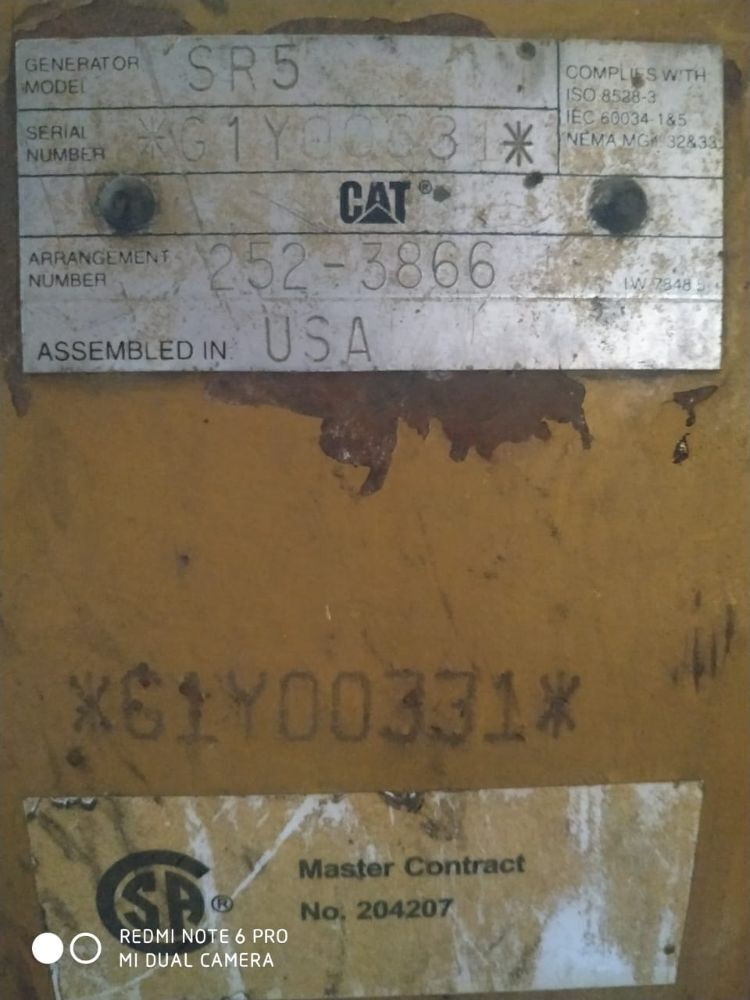 GENERATOR MODEL SR5
COMPLIES WITH
ISO 8528-3
IEC 60034-1&5
NEMA MG1 32&33
SERIAL NUMBER *G1Y00331*
CAT®
ARRANGEMENT NUMBER 252-3866
ASSEMBLED IN USA
*G1Y00331*
CSA®
Master Contract
No. 204207
REDMI NOTE 6 PRO
MI DUAL CAMERA